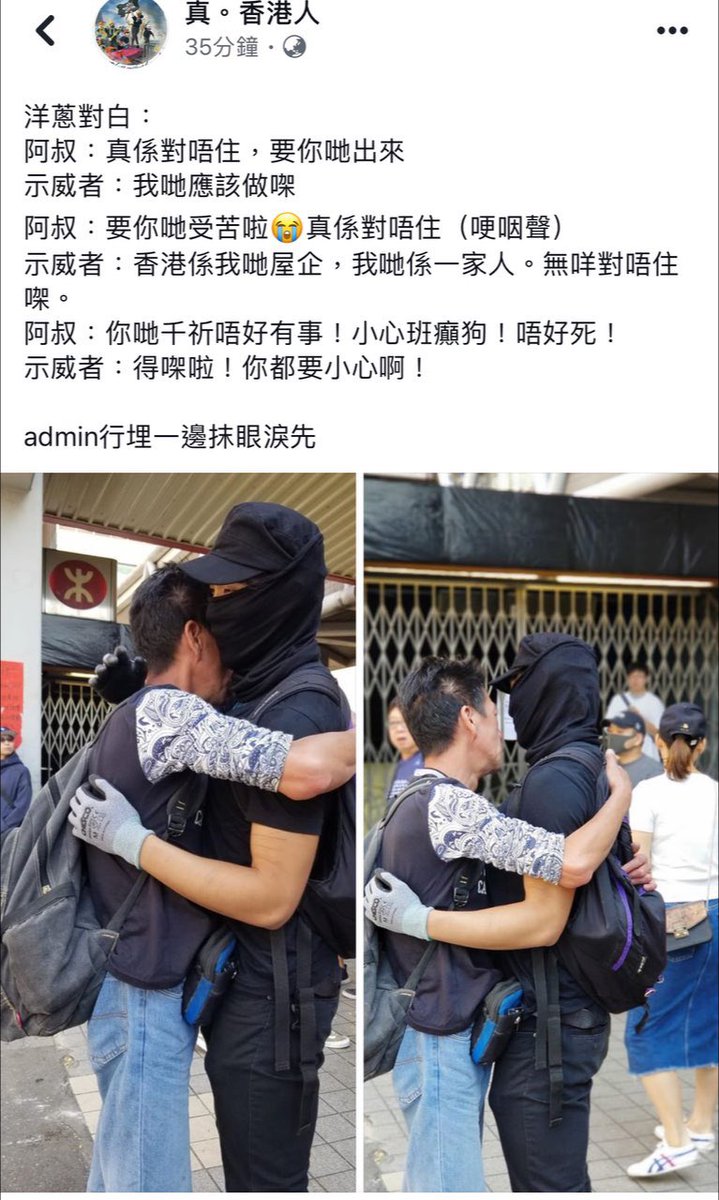 真。香港人
35分鐘・
洋蔥對白：
阿叔：真係對唔住，要你哋出來
示威者：我哋應該做㗎
阿叔：要你哋受苦啦😭真係對唔住（哽咽聲）
示威者：香港係我哋屋企，我哋係一家人。無咩對唔住
㗎。
阿叔：你哋千祈唔好有事！小心班癲狗！唔好死！
示威者：得㗎啦！你都要小心啊！
admin行埋一邊抹眼淚先